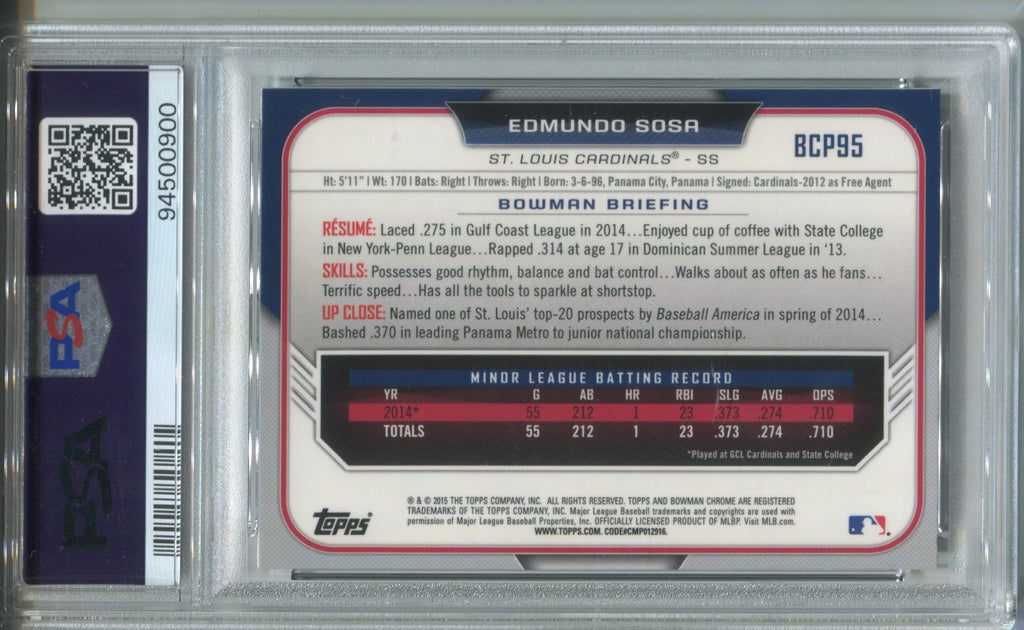 94500900
PSA
PSA
EDMUNDO SOSA
BCP95
ST. LOUIS CARDINALS® - SS
Ht: 5'11" | Wt: 170 | Bats: Right | Throws: Right | Born: 3-6-96, Panama City, Panama | Signed: Cardinals-2012 as Free Agent
BOWMAN BRIEFING
RÉSUMÉ: Laced .275 in Gulf Coast League in 2014...Enjoyed cup of coffee with State College
in New York-Penn League...Rapped .314 at age 17 in Dominican Summer League in '13.
SKILLS: Possesses good rhythm, balance and bat control...Walks about as often as he fans...
Terrific speed...Has all the tools to sparkle at shortstop.
UP CLOSE: Named one of St. Louis' top-20 prospects by Baseball America in spring of 2014...
Bashed .370 in leading Panama Metro to junior national championship.
MINOR LEAGUE BATTING RECORD
YR G AB HR RBI SLG AVG OPS
2014* 55 212 1 23 .373 .274 .710
TOTALS 55 212 1 23 .373 .274 .710
*Played at GCL Cardinals and State College
® & © 2015 THE TOPPS COMPANY, INC. ALL RIGHTS RESERVED. TOPPS AND BOWMAN CHROME ARE REGISTERED
TRADEMARKS OF THE TOPPS COMPANY, INC. Major League Baseball trademarks and copyrights are used with
permission of Major League Baseball Properties, Inc. OFFICIALLY LICENSED PRODUCT OF MLBP. Visit MLB.com.
WWW.TOPPS.COM. CODE#CMP012916.
TOPPS®